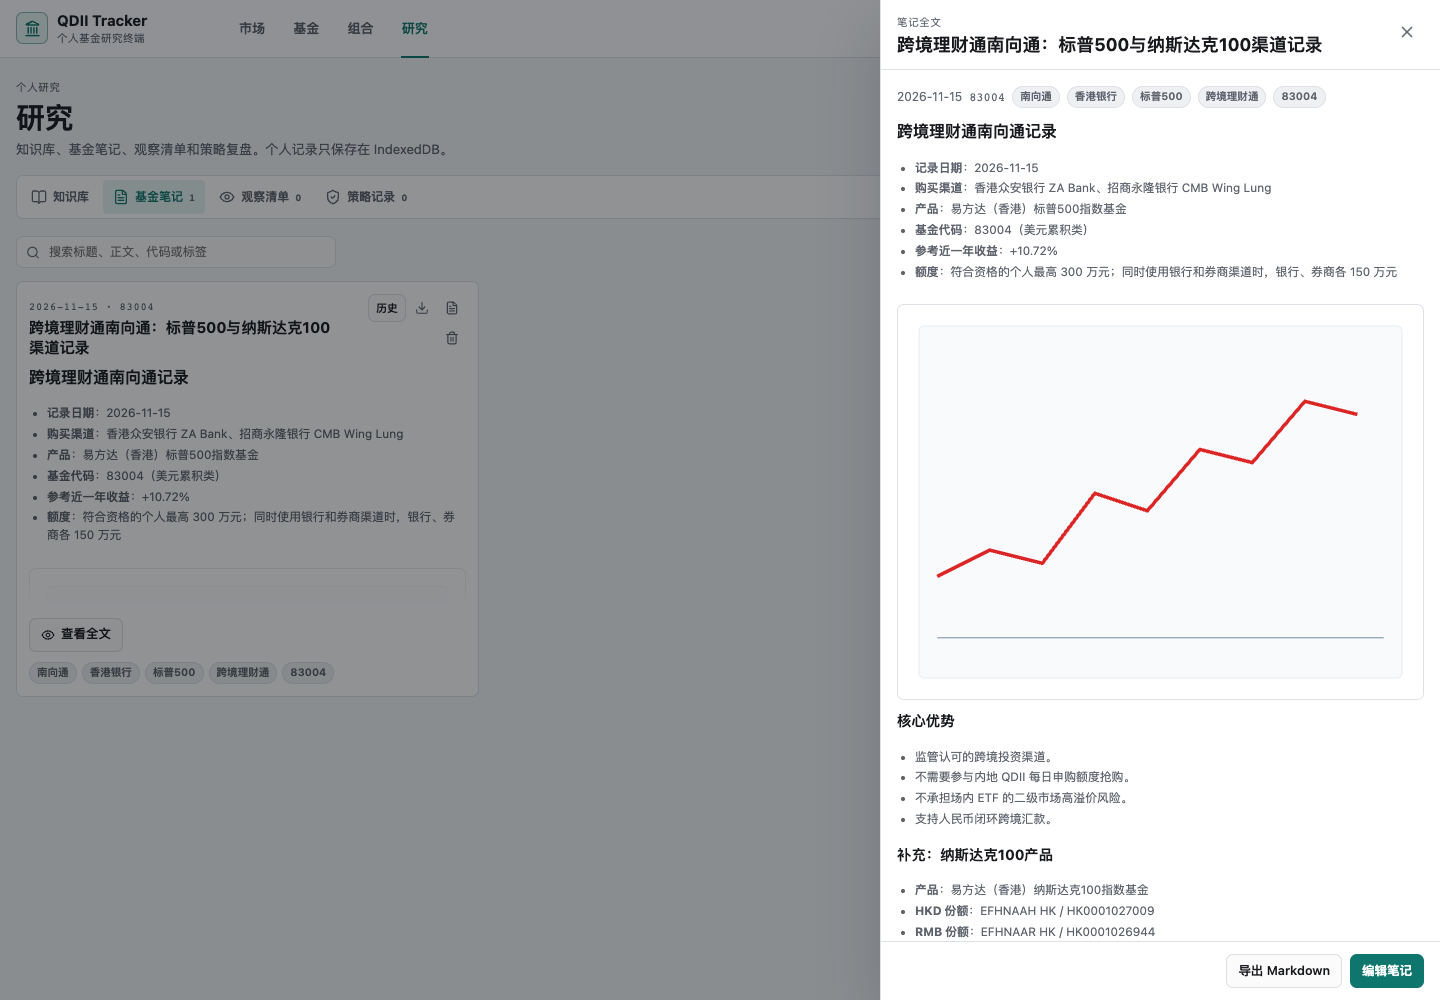 QDII Tracker
个人基金研究终端
市场
基金
组合
研究
个人研究
研究
知识库、基金笔记、观察清单和策略复盘。个人记录只保存在 IndexedDB。
知识库
基金笔记 1
观察清单 0
策略记录 0
搜索标题、正文、代码或标签
2026-11-15 · 83004
历史
跨境理财通南向通：标普500与纳斯达克100
渠道记录
跨境理财通南向通记录
记录日期：2026-11-15
购买渠道：香港众安银行 ZA Bank、招商永隆银行 CMB Wing Lung
产品：易方达（香港）标普500指数基金
基金代码：83004（美元累积类）
参考近一年收益：+10.72%
额度：符合资格的个人最高 300 万元；同时使用银行和券商渠道时，银行、券
商各 150 万元
查看全文
南向通
香港银行
标普500
跨境理财通
83004
笔记全文
跨境理财通南向通：标普500与纳斯达克100渠道记录
2026-11-15 83004 南向通 香港银行 标普500 跨境理财通 83004
跨境理财通南向通记录
记录日期：2026-11-15
购买渠道：香港众安银行 ZA Bank、招商永隆银行 CMB Wing Lung
产品：易方达（香港）标普500指数基金
基金代码：83004（美元累积类）
参考近一年收益：+10.72%
额度：符合资格的个人最高 300 万元；同时使用银行和券商渠道时，银行、券商各 150 万元
核心优势
监管认可的跨境投资渠道。
不需要参与内地 QDII 每日申购额度抢购。
不承担场内 ETF 的二级市场高溢价风险。
支持人民币闭环跨境汇款。
补充：纳斯达克100产品
产品：易方达（香港）纳斯达克100指数基金
HKD 份额：EFHNAAH HK / HK0001027009
RMB 份额：EFHNAAR HK / HK0001026944
导出 Markdown
编辑笔记